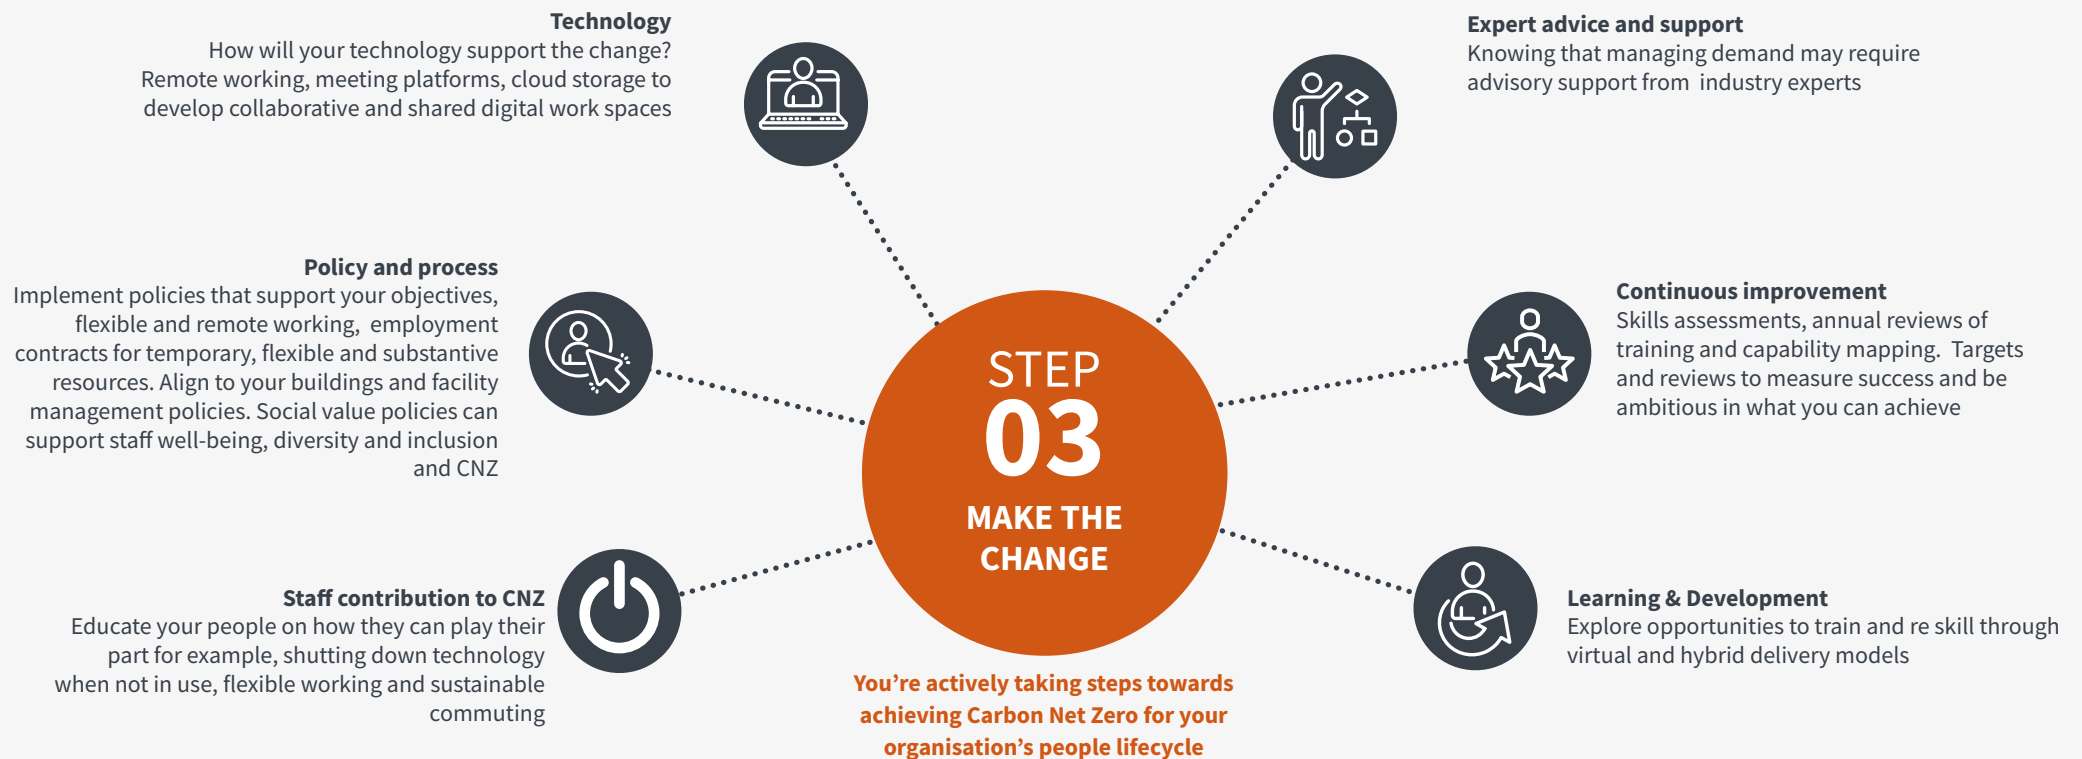 Technology
How will your technology support the change?
Remote working, meeting platforms, cloud storage to
develop collaborative and shared digital work spaces
Expert advice and support
Knowing that managing demand may require
advisory support from  industry experts
Policy and process
Implement policies that support your objectives,
flexible and remote working,  employment
contracts for temporary, flexible and substantive
resources. Align to your buildings and facility
management policies. Social value policies can
support staff well-being, diversity and inclusion
and CNZ
Continuous improvement
Skills assessments, annual reviews of
training and capability mapping.  Targets
and reviews to measure success and be
ambitious in what you can achieve
STEP
03
MAKE THE
CHANGE
Staff contribution to CNZ
Educate your people on how they can play their
part for example, shutting down technology
when not in use, flexible working and sustainable
commuting
Learning & Development
Explore opportunities to train and re skill through
virtual and hybrid delivery models
You’re actively taking steps towards
achieving Carbon Net Zero for your
organisation’s people lifecycle